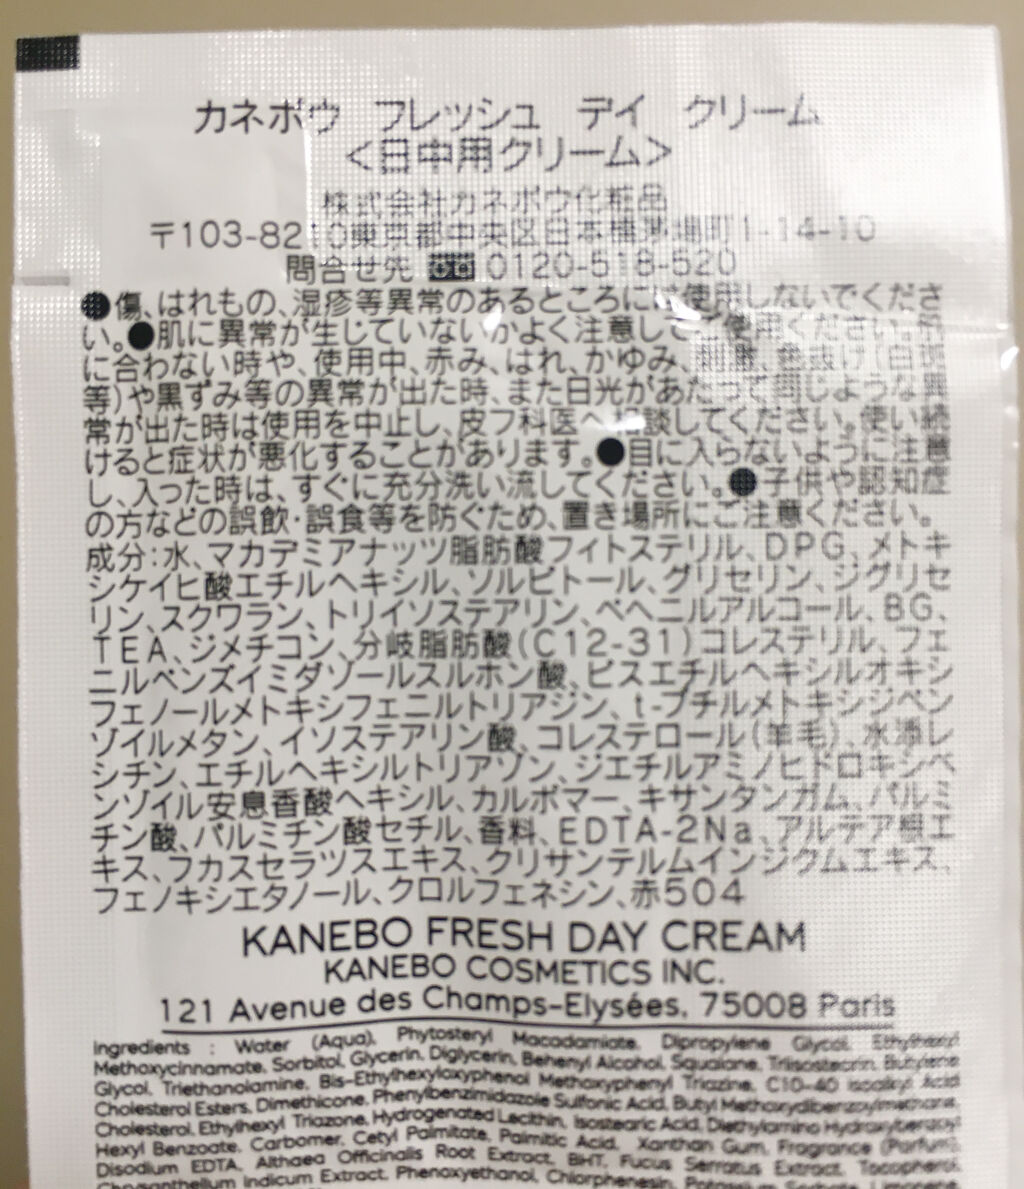 カネボウ フレッシュ デイ クリーム
<日中用クリーム>
株式会社カネボウ化粧品
〒103-8210東京都中央区日本橋茅場町1-14-10
問合せ先 0120-518-520
●傷、はれもの、湿疹等異常のあるところには使用しないでくださ
い。●肌に異常が生じていないかよく注意してご使用ください。肌
に合わない時や、使用中、赤み、はれ、かゆみ、刺激、色抜け(白斑
等)や黒ずみ等の異常が出た時、また日光があたって同じような異
常が出た時は使用を中止し、皮フ科医へ相談してください。使い続
けると症状が悪化することがあります。●目に入らないように注意
し、入った時は、すぐに充分洗い流してください。●子供や認知症
の方などの誤飲・誤食等を防ぐため、置き場所にご注意ください。
成分:水、マカデミアナッツ脂肪酸フィトステリル、DPG、メトキ
シケイヒ酸エチルヘキシル、ソルビトール、グリセリン、ジグリセ
リン、スクワラン、トリイソステアリン、ベヘニルアルコール、BG、
TEA、ジメチコン、分岐脂肪酸(C12-31)コレステリル、フェ
ニルベンズイミダゾールスルホン酸、ビスエチルヘキシルオキシ
フェノールメトキシフェニルトリアジン、t-ブチルメトキシジベン
ゾイルメタン、イソステアリン酸、コレステロール(羊毛)、水添レ
シチン、エチルヘキシルトリアゾン、ジエチルアミノヒドロキシベ
ンゾイル安息香酸ヘキシル、カルボマー、キサンタンガム、パルミ
チン酸、パルミチン酸セチル、香料、EDTA-2Na、アルテア根エ
キス、フカスセラツスエキス、クリサンテルムインジクムエキス、
フェノキシエタノール、クロルフェネシン、赤504
KANEBO FRESH DAY CREAM
KANEBO COSMETICS INC.
121 Avenue des Champs-Elysées, 75008 Paris
Ingredients : Water (Aqua), Phytosteryl Macadamiate, Dipropylene Glycol, Ethylhexyl
Methoxycinnamate, Sorbitol, Glycerin, Diglycerin, Behenyl Alcohol, Squalane, Triisostearin, Butylene
Glycol, Triethanolamine, Bis-Ethylhexyloxyphenol Methoxyphenyl Triazine, C10-40 Isoalkyl Acid
Cholesterol Esters, Dimethicone, Phenylbenzimidazole Sulfonic Acid, Butyl Methoxydibenzoylmethane,
Cholesterol, Ethylhexyl Triazone, Hydrogenated Lecithin, Isostearic Acid, Diethylamino Hydroxybenzoyl
Hexyl Benzoate, Carbomer, Cetyl Palmitate, Palmitic Acid, Xanthan Gum, Fragrance (Parfum),
Disodium EDTA, Althaea Officinalis Root Extract, BHT, Fucus Serratus Extract, Tocopherol,
Chrysanthellum Indicum Extract, Phenoxyethanol, Chlorphenesin, Potassium Sorbate, Limonene,